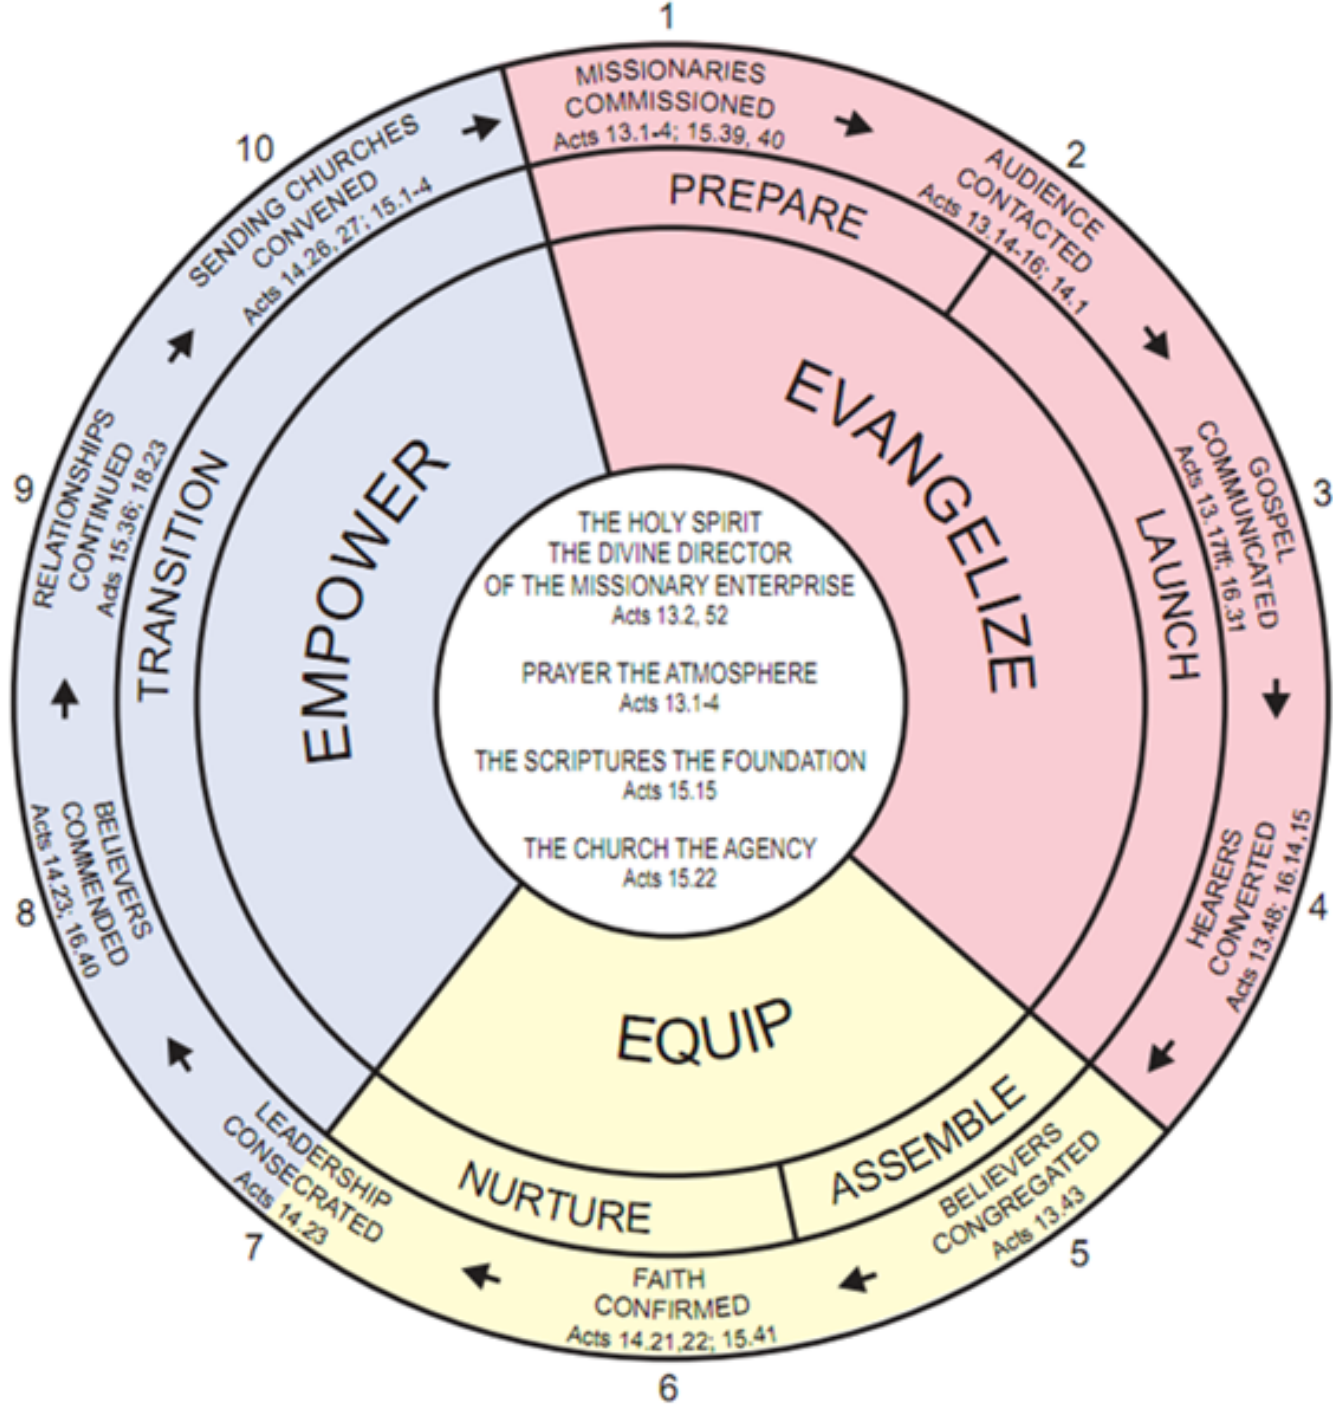 1
MISSIONARIES
COMMISSIONED
Acts 13.1-4; 15.39, 40
2
AUDIENCE
CONTACTED
Acts 13.14-16; 14.1
3
GOSPEL
COMMUNICATED
Acts 13.17ff; 16.31
4
HEARERS
CONVERTED
Acts 13.48; 16.14,15
5
BELIEVERS
CONGREGATED
Acts 13.43
6
FAITH
CONFIRMED
Acts 14.21,22; 15.41
7
LEADERSHIP
CONSECRATED
Acts 14.23
8
BELIEVERS
COMMENDED
Acts 14.23; 16.40
9
RELATIONSHIPS
CONTINUED
Acts 15.36; 18.23
10
SENDING CHURCHES
CONVENED
Acts 14.26, 27; 15.1-4
PREPARE
LAUNCH
ASSEMBLE
NURTURE
TRANSITION
EVANGELIZE
EQUIP
EMPOWER
THE HOLY SPIRIT
THE DIVINE DIRECTOR
OF THE MISSIONARY ENTERPRISE
Acts 13.2, 52
PRAYER THE ATMOSPHERE
Acts 13.1-4
THE SCRIPTURES THE FOUNDATION
Acts 15.15
THE CHURCH THE AGENCY
Acts 15.22